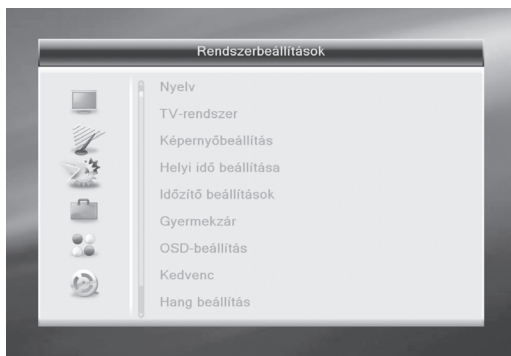 Rendszerbeállítások
Nyelv
TV-rendszer
Képernyőbeállítás
Helyi idő beállítása
Időzítő beállítások
Gyermekzár
OSD-beállítás
Kedvenc
Hang beállítás